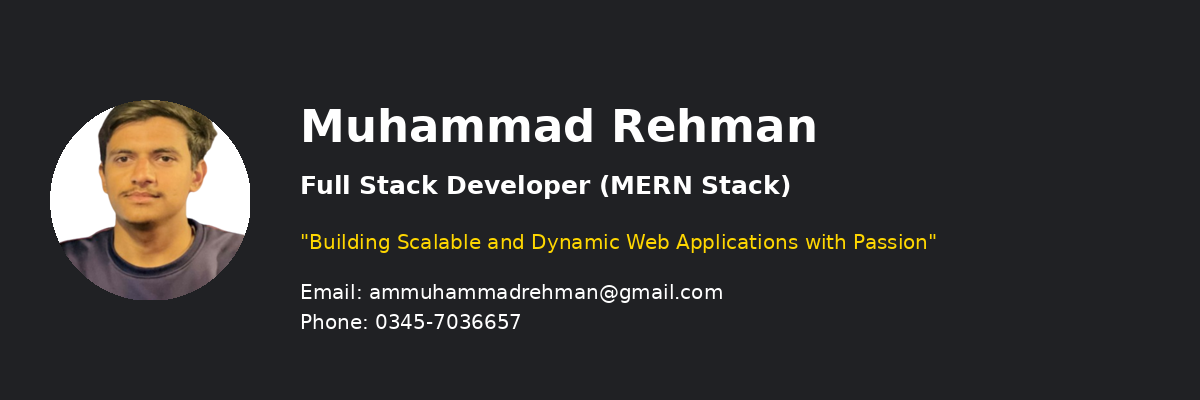 Muhammad Rehman
Full Stack Developer (MERN Stack)
"Building Scalable and Dynamic Web Applications with Passion"
Email: ammuhammadrehman@gmail.com
Phone: 0345-7036657